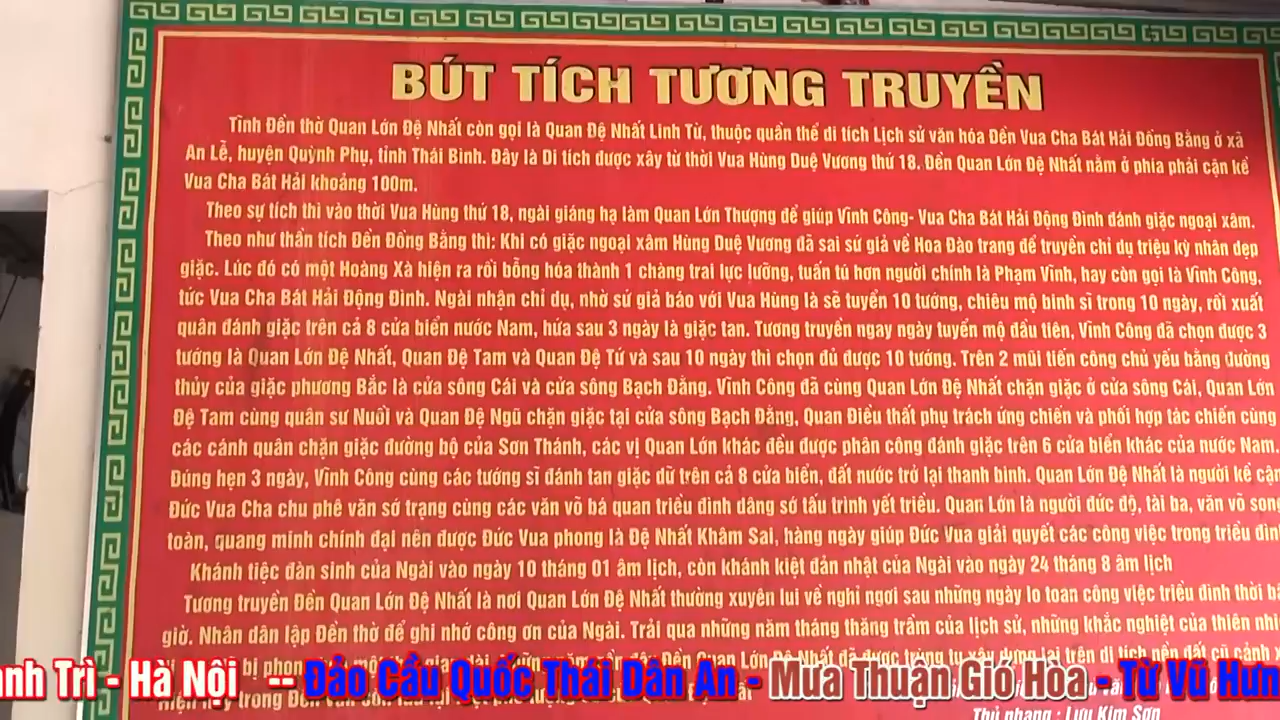 BÚT TÍCH TƯƠNG TRUYỀN
Tĩnh Đền thờ Quan Lớn Đệ Nhất còn gọi là Quan Đệ Nhất Linh Từ, thuộc quần thể di tích Lịch sử văn hóa Đền Vua Cha Bát Hải Đồng Bằng ở xã
An Lễ, huyện Quỳnh Phụ, tỉnh Thái Bình. Đây là Di tích được xây từ thời Vua Hùng Duệ Vương thứ 18. Đền Quan Lớn Đệ Nhất nằm ở phía phải cận kề
Vua Cha Bát Hải khoảng 100m.
Theo sự tích thì vào thời Vua Hùng thứ 18, ngài giáng hạ làm Quan Lớn Thượng để giúp Vĩnh Công- Vua Cha Bát Hải Động Đình đánh giặc ngoại xâm.
Theo như thần tích Đền Đồng Bằng thì: Khi có giặc ngoại xâm Hùng Duệ Vương đã sai sứ giả về Hoa Đào trang để truyền chỉ dụ triệu kỳ nhân dẹp
giặc. Lúc đó có một Hoàng Xà hiện ra rồi bỗng hóa thành 1 chàng trai lực lưỡng, tuấn tú hơn người chính là Phạm Vĩnh, hay còn gọi là Vĩnh Công,
tức Vua Cha Bát Hải Động Đình. Ngài nhận chỉ dụ, nhờ sứ giả báo với Vua Hùng là sẽ tuyển 10 tướng, chiêu mộ binh sĩ trong 10 ngày, rồi xuất
quân đánh giặc trên cả 8 cửa biển nước Nam, hứa sau 3 ngày là giặc tan. Tương truyền ngay ngày tuyển mộ đầu tiên, Vĩnh Công đã chọn được 3
tướng là Quan Lớn Đệ Nhất, Quan Đệ Tam và Quan Đệ Tứ và sau 10 ngày thì chọn đủ được 10 tướng. Trên 2 mũi tiến công chủ yếu bằng đường
thủy của giặc phương Bắc là cửa sông Cái và cửa sông Bạch Đằng. Vĩnh Công đã cùng Quan Lớn Đệ Nhất chặn giặc ở cửa sông Cái, Quan Lớn
Đệ Tam cùng quân sư Nuôi và Quan Đệ Ngũ chặn giặc tại cửa sông Bạch Đằng, Quan Điều thất phụ trách ứng chiến và phối hợp tác chiến cùng
các cánh quân chặn giặc đường bộ của Sơn Thánh, các vị Quan Lớn khác đều được phân công đánh giặc trên 6 cửa biển khác của nước Nam.
Đúng hẹn 3 ngày, Vĩnh Công cùng các tướng sĩ đánh tan giặc dữ trên cả 8 cửa biển, đất nước trở lại thanh bình. Quan Lớn Đệ Nhất là người kề cận
Đức Vua Cha chu phê văn sớ trạng cùng các văn võ bá quan triều đình dâng sớ tấu trình yết triều. Quan Lớn là người đức độ, tài ba, văn võ song
toàn, quang minh chính đại nên được Đức Vua phong là Đệ Nhất Khâm Sai, hàng ngày giúp Đức Vua giải quyết các công việc trong triều đìn
Khánh tiệc đản sinh của Ngài vào ngày 10 tháng 01 âm lịch, còn khánh kiệt đản nhật của Ngài vào ngày 24 tháng 8 âm lịch
Tương truyền Đền Quan Lớn Đệ Nhất là nơi Quan Lớn Đệ Nhất thường xuyên lui về nghỉ ngơi sau những ngày lo toan công việc triều đình thời bấ
giờ. Nhân dân lập Đền thờ để ghi nhớ công ơn của Ngài. Trải qua những năm tháng thăng trầm của lịch sử, những khắc nghiệt của thiên nhi
Thủ nhang : Lưu Kim Sơn
anh Trì - Hà Nội -- Đảo Cầu Quốc Thái Dân An - Mưa Thuận Gió Hòa - Từ Vũ Hưn